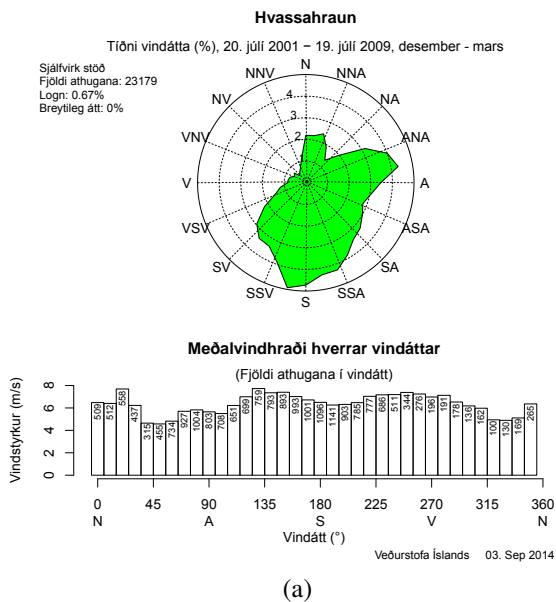 Hvassahraun
Tíðni vindátta (%), 20. júlí 2001 − 19. júlí 2009, desember - mars
Sjálfvirk stöð
Fjöldi athugana: 23179
Logn: 0.67%
Breytileg átt: 0%
N
NNV
NNA
NV
NA
VNV
ANA
V
A
VSV
ASA
SV
SA
SSV
SSA
S
4
3
2
1
Meðalvindhraði hverrar vindáttar
(Fjöldi athugana í vindátt)
Vindstyrkur (m/s)
8
6
4
2
0
509 512 558 437 315 455 734 927 1004 803 708 651 699 759 793 893 993 1001 1096 1141 903 785 777 686 511 344 276 196 191 178 136 162 100 130 169 265
0 45 90 135 180 225 270 315 360
N A S V N
Vindátt (°)
Veðurstofa Íslands 03. Sep 2014
(a)